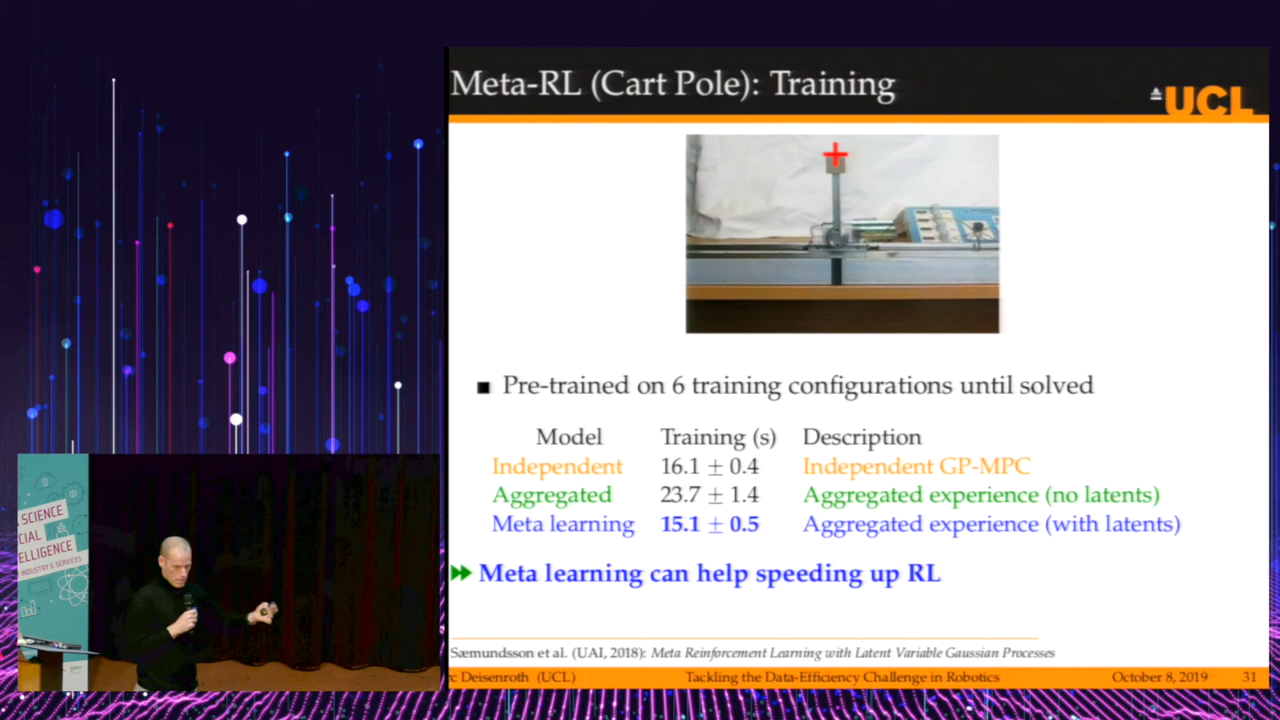 Meta-RL (Cart Pole): Training
UCL
■ Pre-trained on 6 training configurations until solved
Model Training (s) Description
Independent 16.1 ± 0.4 Independent GP-MPC
Aggregated 23.7 ± 1.4 Aggregated experience (no latents)
Meta learning 15.1 ± 0.5 Aggregated experience (with latents)
Meta learning can help speeding up RL
Sæmundsson et al. (UAI, 2018): Meta Reinforcement Learning with Latent Variable Gaussian Processes
rc Deisenroth (UCL) Tackling the Data-Efficiency Challenge in Robotics October 8, 2019 31
SCIENCE
CIAL
ELLIGENCE
INDUSTRY & SERVICES